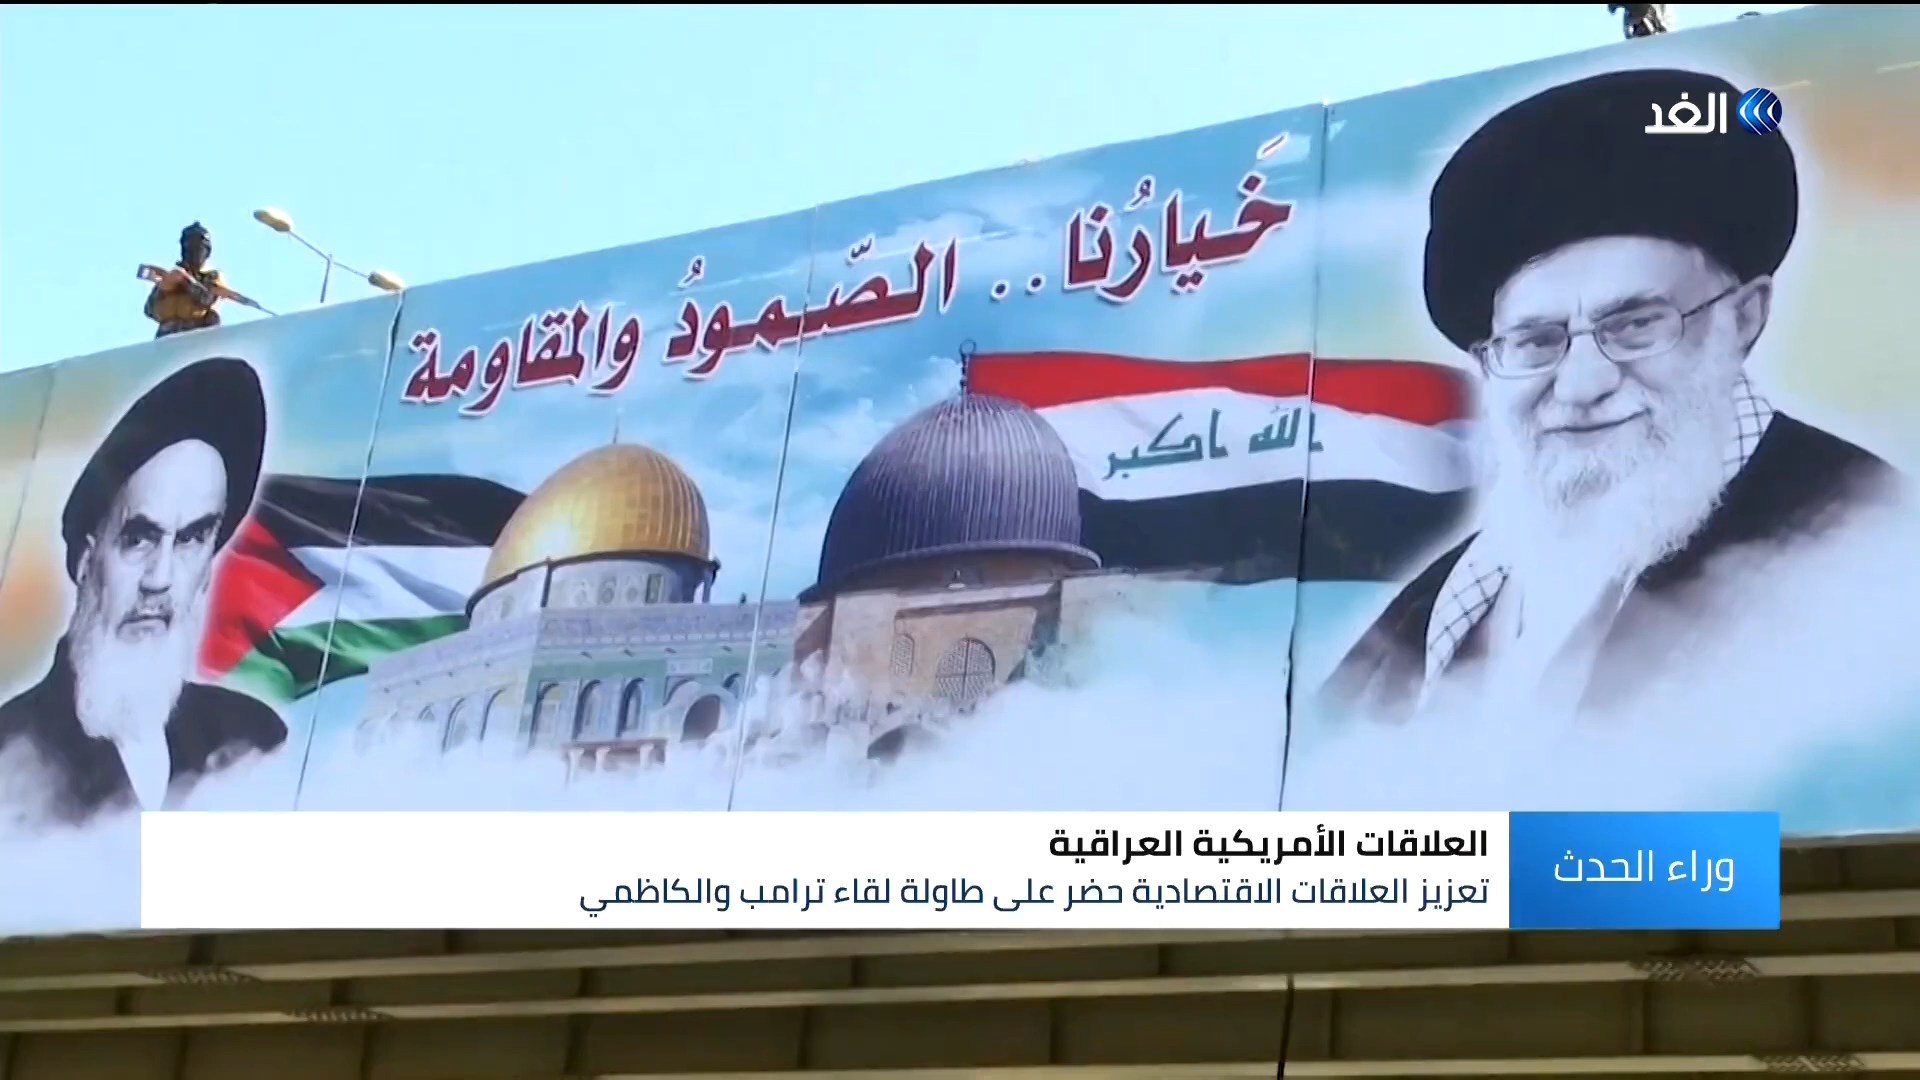 الغد
خَيارُنا.. الصّمودُ والمقاومة
الله اكبر
وراء الحدث
العلاقات الأمريكية العراقية
تعزيز العلاقات الاقتصادية حضر على طاولة لقاء ترامب والكاظمي